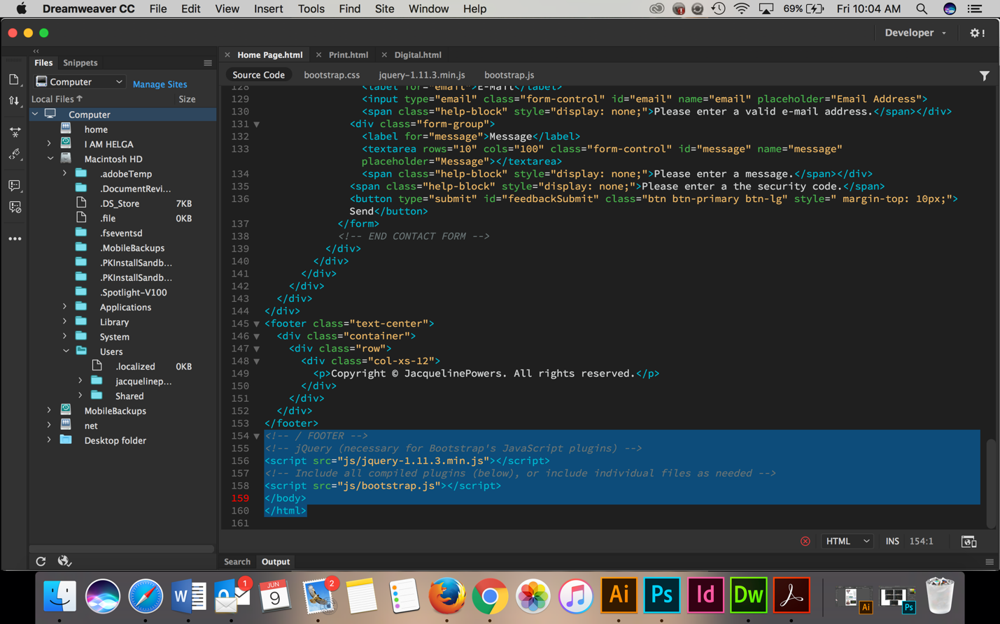 Dreamweaver CC File Edit View Insert Tools Find Site Window Help 69% Fri 10:04 AM
Developer
Files Snippets
Home Page.html Print.html Digital.html
Computer Manage Sites
Source Code bootstrap.css jquery-1.11.3.min.js bootstrap.js
Local Files Size
Computer
home
I AM HELGA
Macintosh HD
.adobeTemp
.DocumentRevi...
.DS_Store 7KB
.file 0KB
.fseventsd
.MobileBackups
.PKInstallSandb...
.PKInstallSandb...
.Spotlight-V100
Applications
Library
System
Users
.localized 0KB
jacquelinep...
Shared
MobileBackups
net
Desktop folder
128 <label for="email">E-Mail</label>
129 <input type="email" class="form-control" id="email" name="email" placeholder="Email Address">
130 <span class="help-block" style="display: none;">Please enter a valid e-mail address.</span></div>
131 <div class="form-group">
132 <label for="message">Message</label>
133 <textarea rows="10" cols="100" class="form-control" id="message" name="message"
placeholder="Message"></textarea>
134 <span class="help-block" style="display: none;">Please enter a message.</span></div>
135 <span class="help-block" style="display: none;">Please enter a the security code.</span>
136 <button type="submit" id="feedbackSubmit" class="btn btn-primary btn-lg" style=" margin-top: 10px;">
Send</button>
137 </form>
138 <!-- END CONTACT FORM -->
139 </div>
140 </div>
141 </div>
142 </div>
143 </div>
144 </div>
145 <footer class="text-center">
146 <div class="container">
147 <div class="row">
148 <div class="col-xs-12">
149 <p>Copyright © JacquelinePowers. All rights reserved.</p>
150 </div>
151 </div>
152 </div>
153 </footer>
154 <!-- / FOOTER -->
155 <!-- jQuery (necessary for Bootstrap's JavaScript plugins) -->
156 <script src="js/jquery-1.11.3.min.js"></script>
157 <!-- Include all compiled plugins (below), or include individual files as needed -->
158 <script src="js/bootstrap.js"></script>
159 </body>
160 </html>
161
HTML INS 154:1
Search Output
W O 1 JUN 9 2 Ai Ps Id Dw Ai Ps